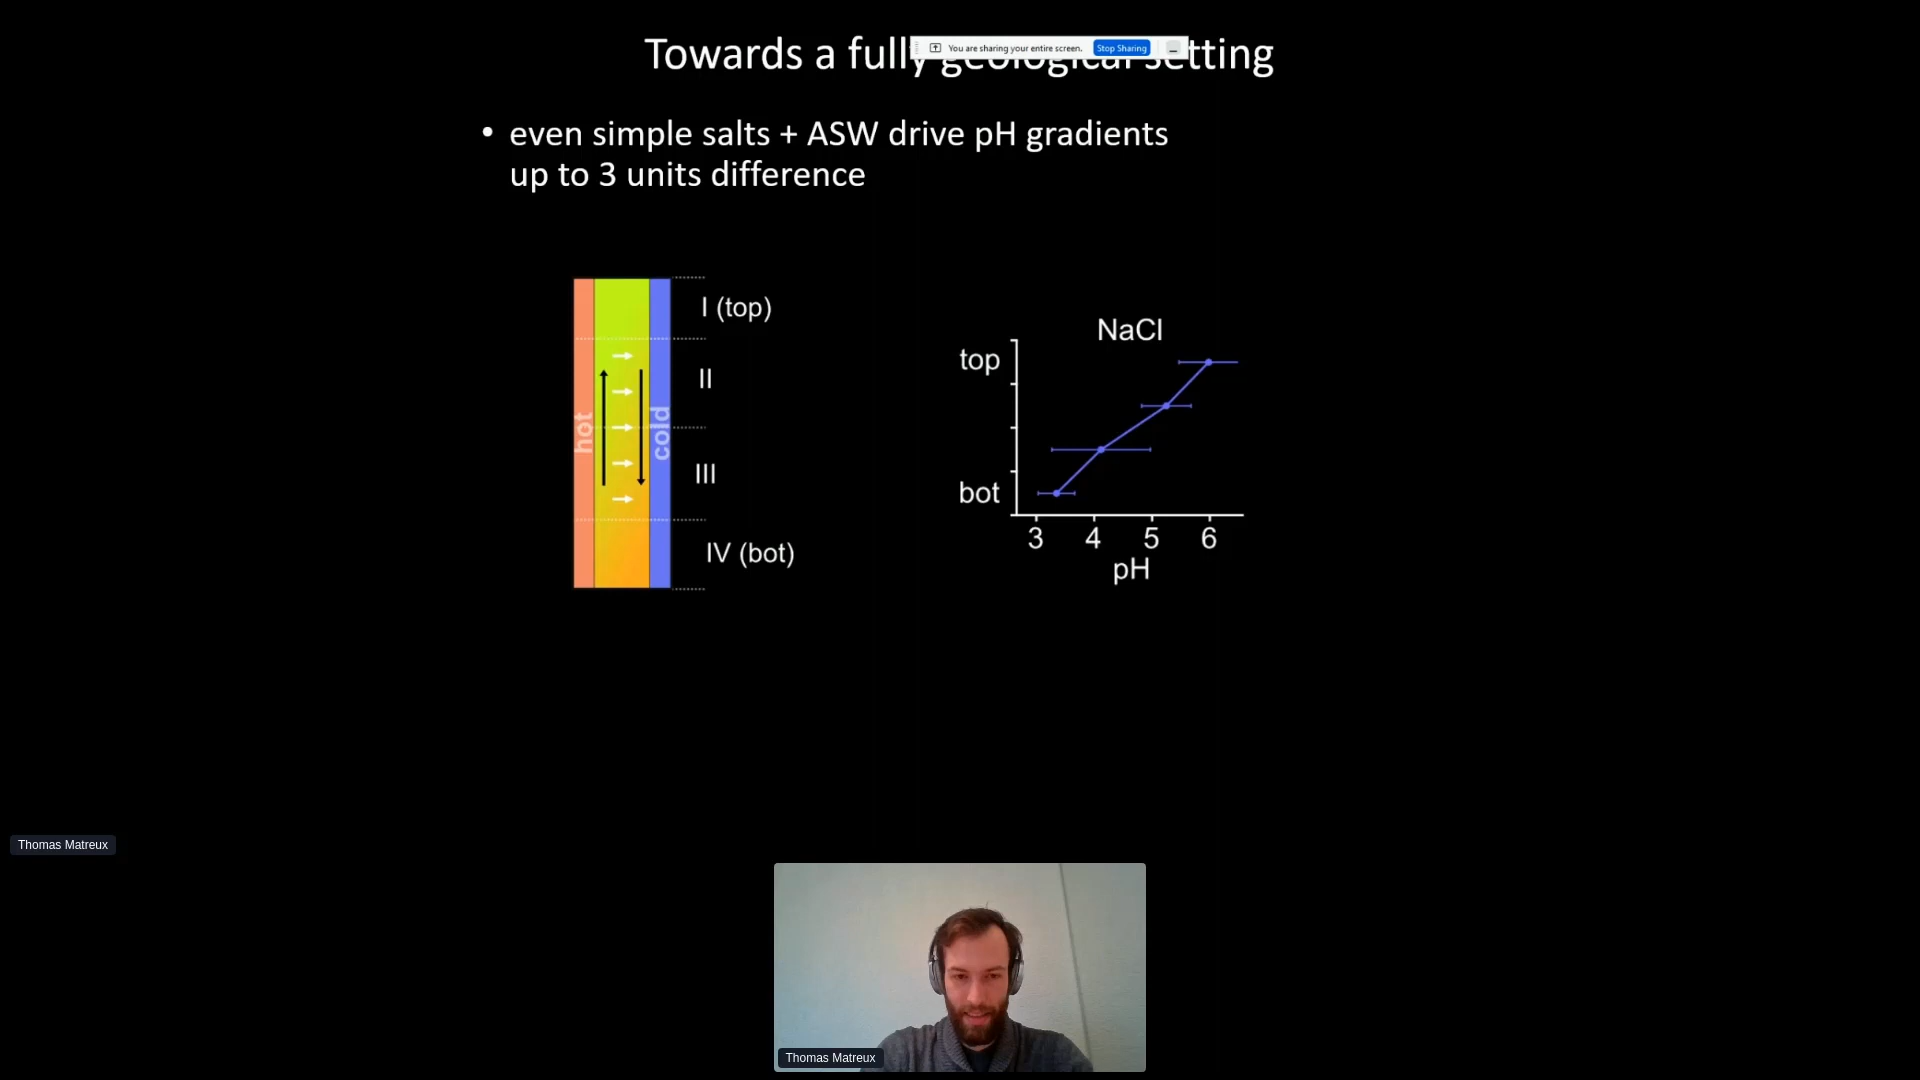 Towards a fully geological setting
You are sharing your entire screen.
Stop Sharing
• even simple salts + ASW drive pH gradients
up to 3 units difference
hot
cold
I (top)
II
III
IV (bot)
NaCl
top
bot
3 4 5 6
pH
Thomas Matreux
Thomas Matreux